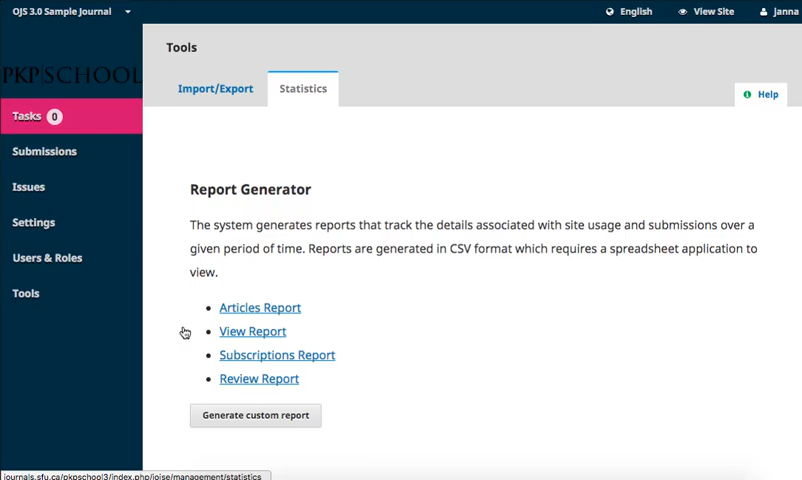 OJS 3.0 Sample Journal
English
View Site
Janna
PKP|SCHOOL
Tools
Import/Export
Statistics
Help
Tasks 0
Submissions
Issues
Settings
Users & Roles
Tools
Report Generator
The system generates reports that track the details associated with site usage and submissions over a
given period of time. Reports are generated in CSV format which requires a spreadsheet application to
view.
Articles Report
View Report
Subscriptions Report
Review Report
Generate custom report
journals.sfu.ca/pkpschool3/index.php/jojse/management/statistics